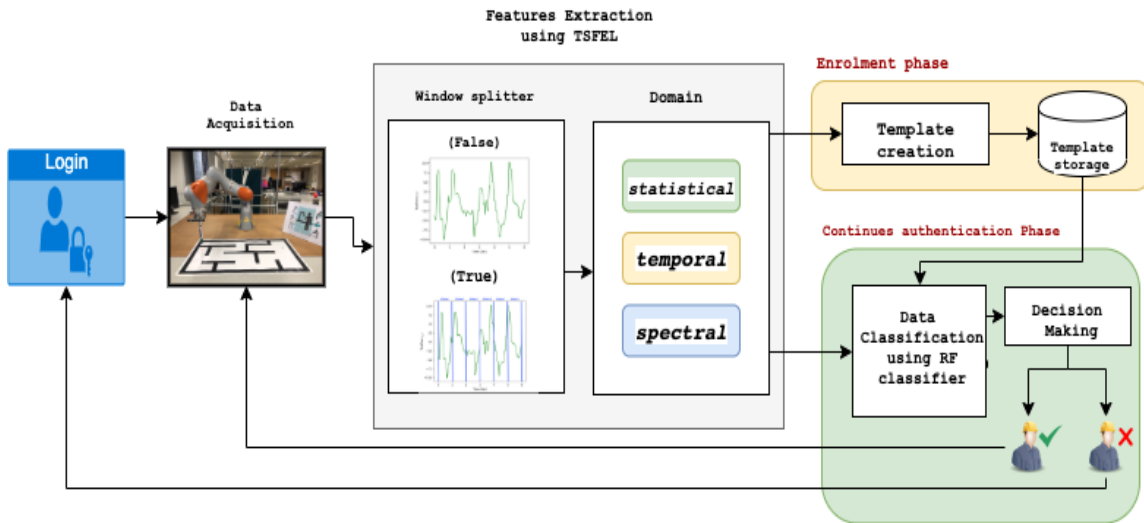 Features Extraction
using TSFEL
Enrolment phase
Window splitter
Domain
Data
Acquisition
(False)
Template
creation
Template
storage
Login
statistical
Continues authentication Phase
temporal
(True)
Data
Classification
using RF
classifier
Decision
Making
spectral